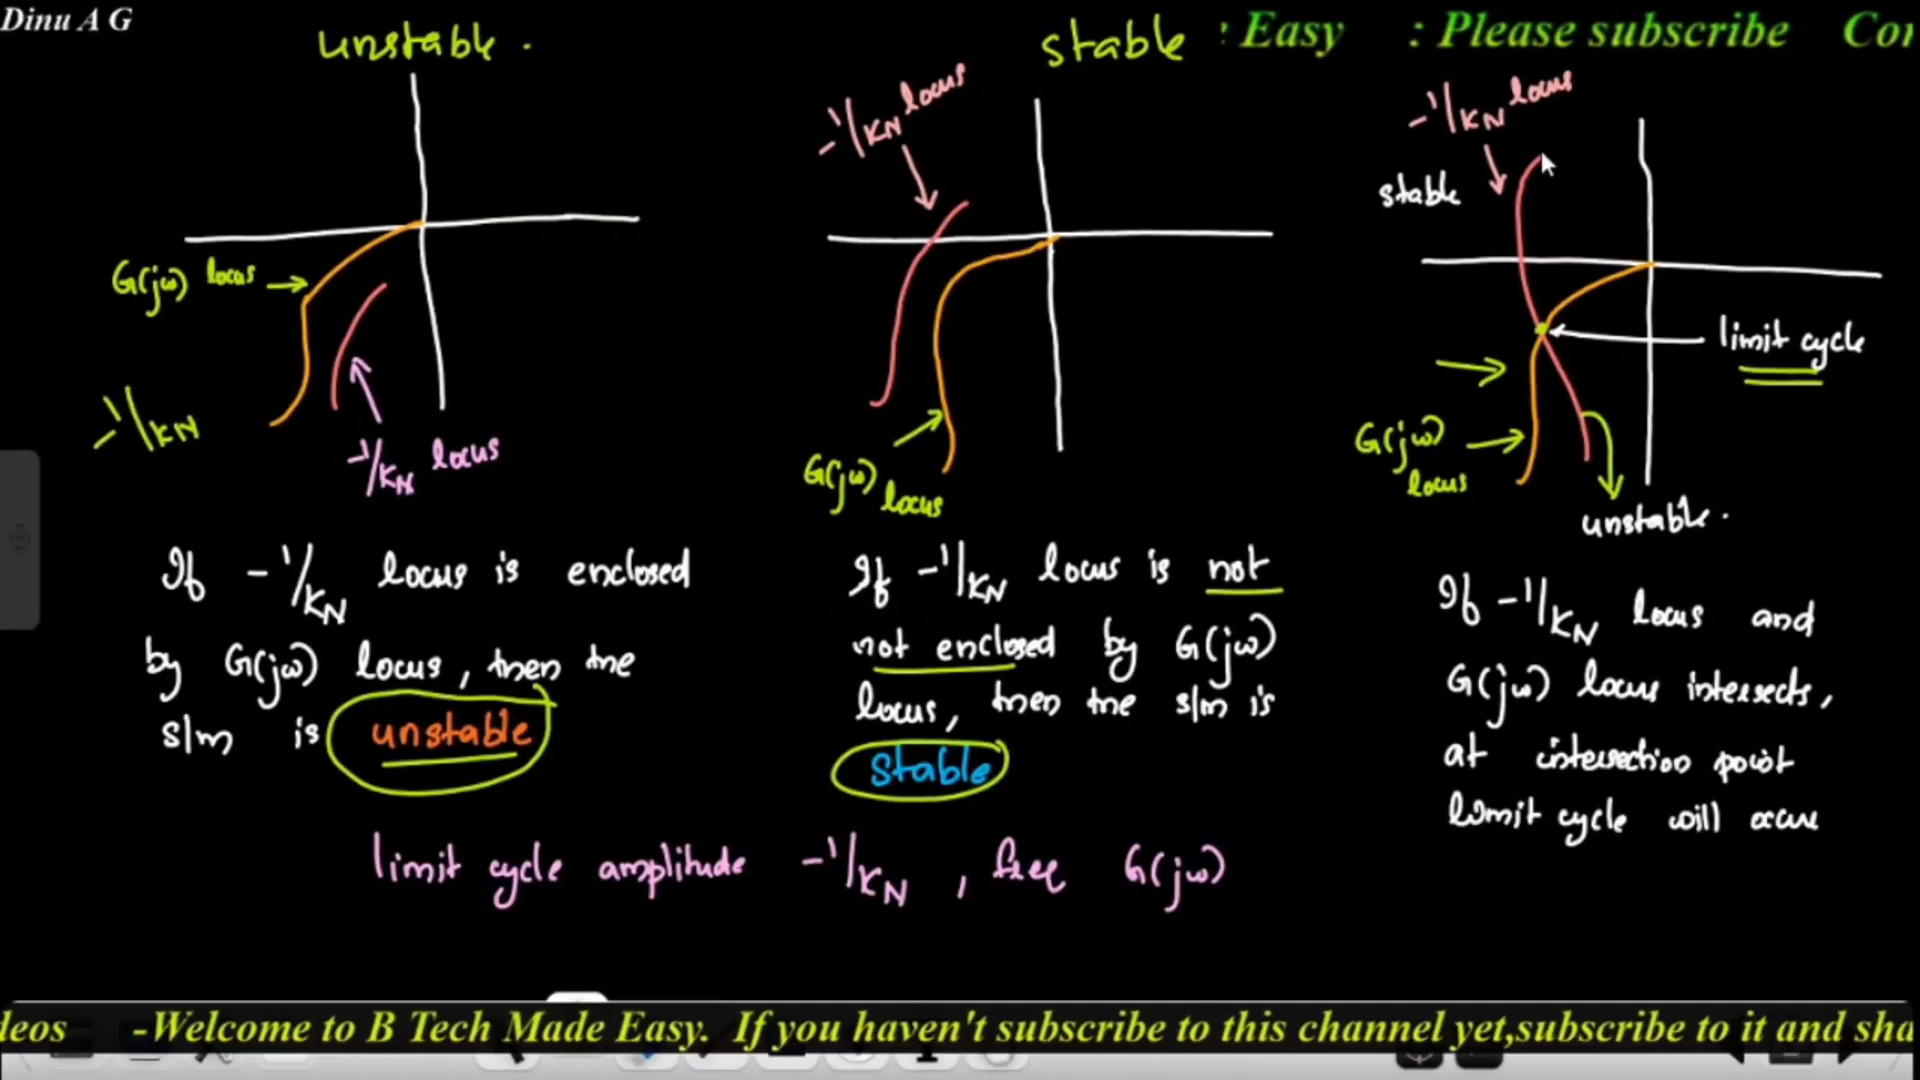 Dinu A G
unstable.
stable
: Easy : Please subscribe Cor
G(jω) locus
-1/KN
-1/KN locus
-1/KN locus
G(jω) locus
-1/KN locus
stable
limit cycle
G(jω)
locus
unstable.
If -1/KN locus is enclosed
by G(jω) locus, then the
s/m is unstable
If -1/KN locus is not
not enclosed by G(jω)
locus, then the s/m is
stable
If -1/KN locus and
G(jω) locus intersects,
at intersection point
limit cycle will occur
limit cycle amplitude -1/KN, freq G(jω)
deos -Welcome to B Tech Made Easy. If you haven't subscribe to this channel yet,subscribe to it and sha